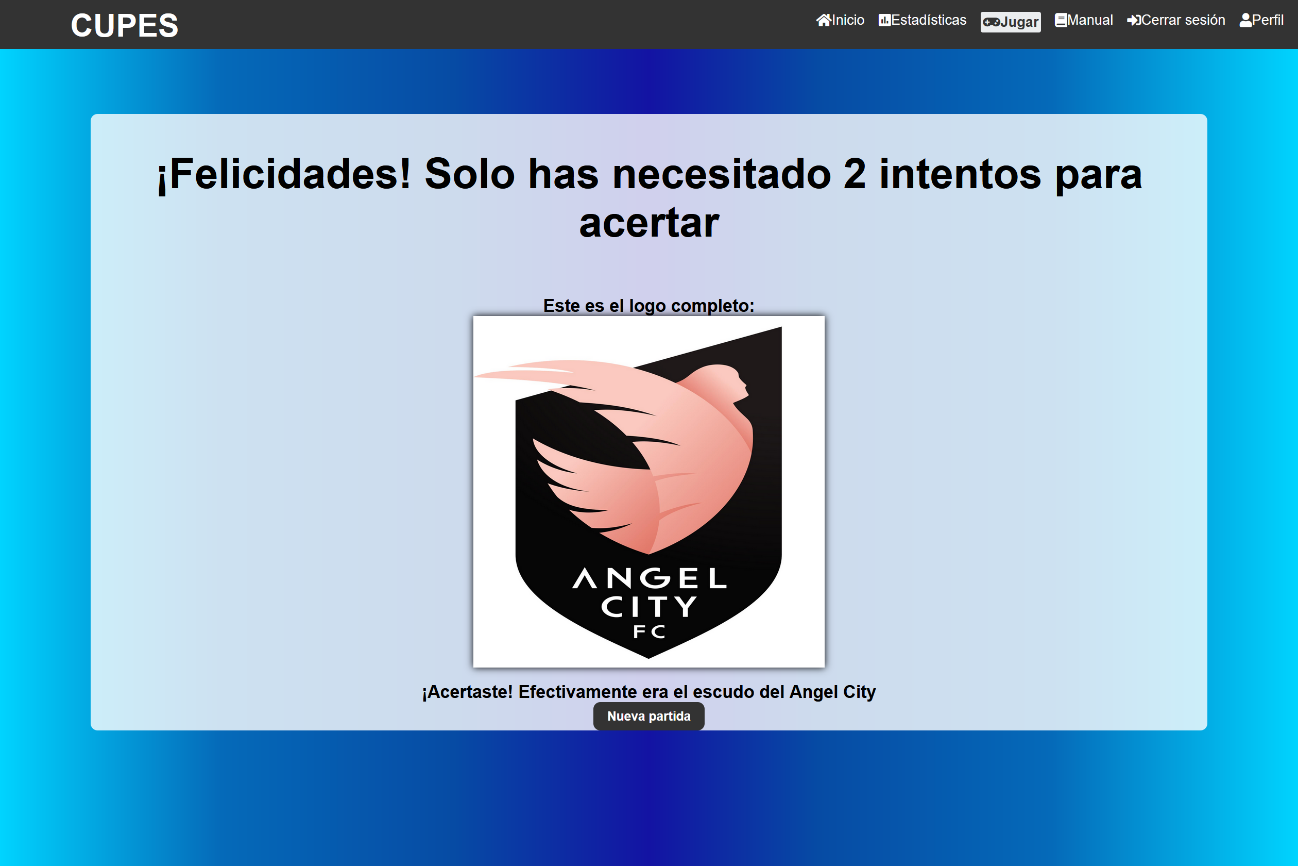 CUPES
Inicio
Estadísticas
Jugar
Manual
Cerrar sesión
Perfil
¡Felicidades! Solo has necesitado 2 intentos para
acertar
Este es el logo completo:
ANGEL
CITY
FC
¡Acertaste! Efectivamente era el escudo del Angel City
Nueva partida